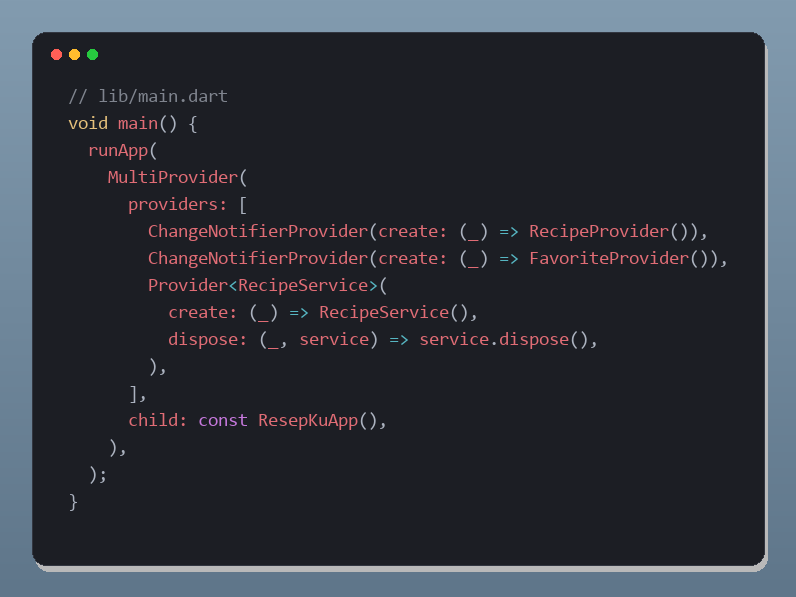 // lib/main.dart
void main() {
  runApp(
    MultiProvider(
      providers: [
        ChangeNotifierProvider(create: (_) => RecipeProvider()),
        ChangeNotifierProvider(create: (_) => FavoriteProvider()),
        Provider<RecipeService>(
          create: (_) => RecipeService(),
          dispose: (_, service) => service.dispose(),
        ),
      ],
      child: const ResepKuApp(),
    ),
  );
}